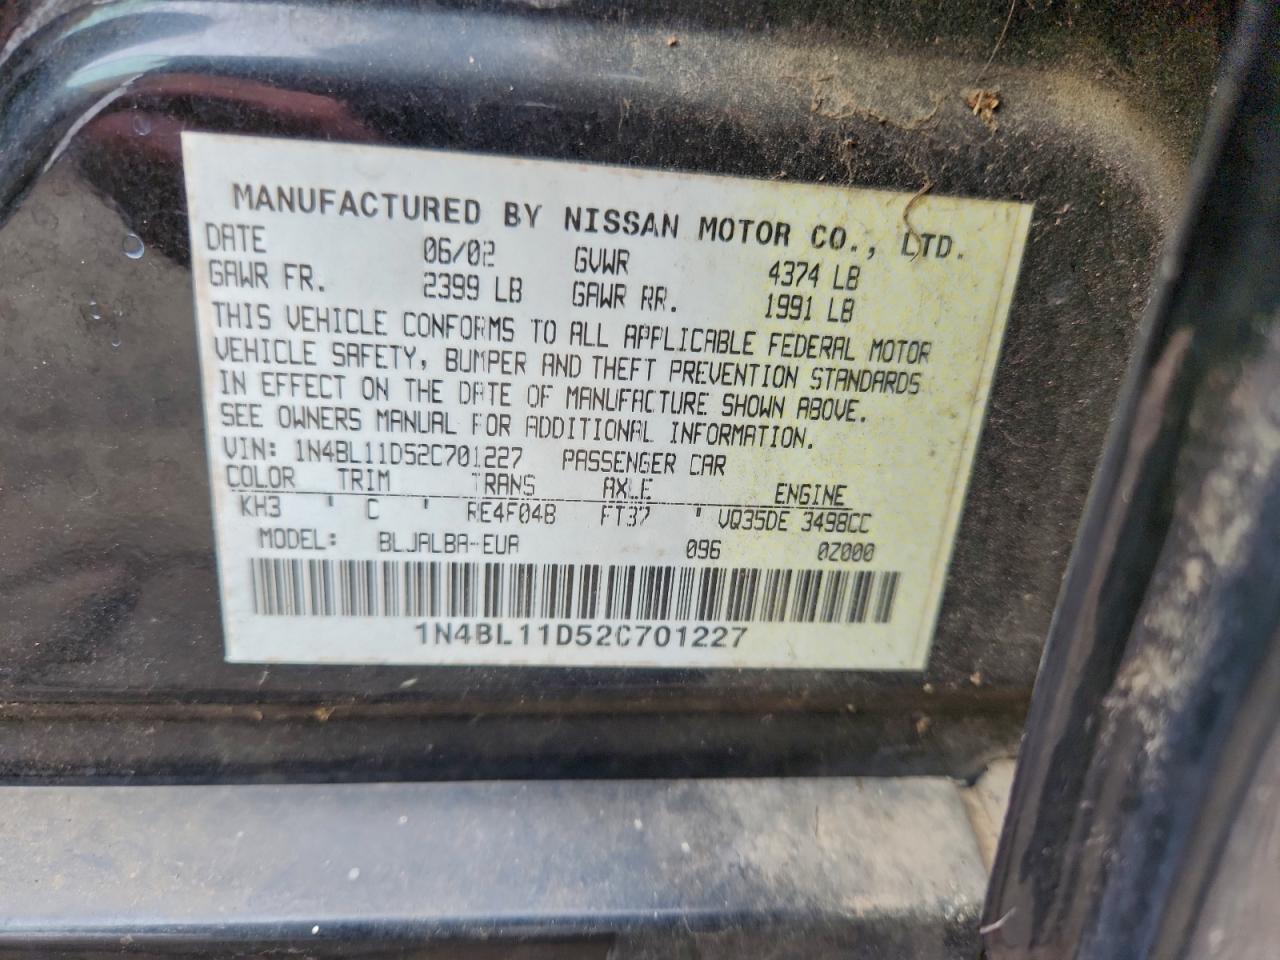 MANUFACTURED BY NISSAN MOTOR CO., LTD.
DATE 06/02 GVWR 4374 LB
GAWR FR. 2399 LB GAWR RR. 1991 LB
THIS VEHICLE CONFORMS TO ALL APPLICABLE FEDERAL MOTOR
VEHICLE SAFETY, BUMPER AND THEFT PREVENTION STANDARDS
IN EFFECT ON THE DATE OF MANUFACTURE SHOWN ABOVE.
SEE OWNERS MANUAL FOR ADDITIONAL INFORMATION.
VIN: 1N4BL11D52C701227 PASSENGER CAR
COLOR TRIM TRANS AXLE ENGINE
KH3 ' C ' RE4F04B FT37 ' VQ35DE 3498CC
MODEL: BLJALBA-EUA 096 0Z000
1N4BL11D52C701227